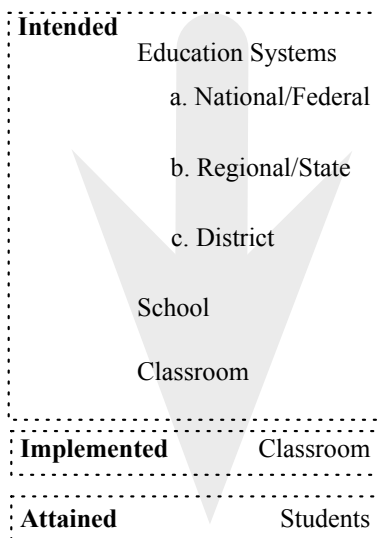 Intended
Education Systems
a. National/Federal
b. Regional/State
c. District
School
Classroom
Implemented Classroom
Attained Students